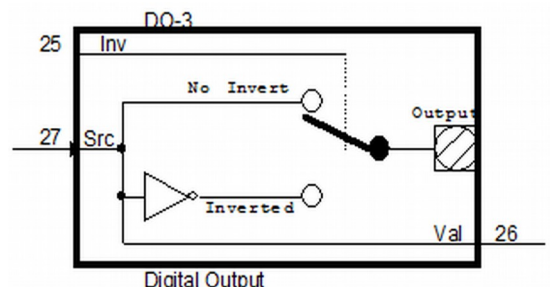 DO-3
25 Inv
No Invert
Output
27 Src
Inverted
Val 26
Digital Output